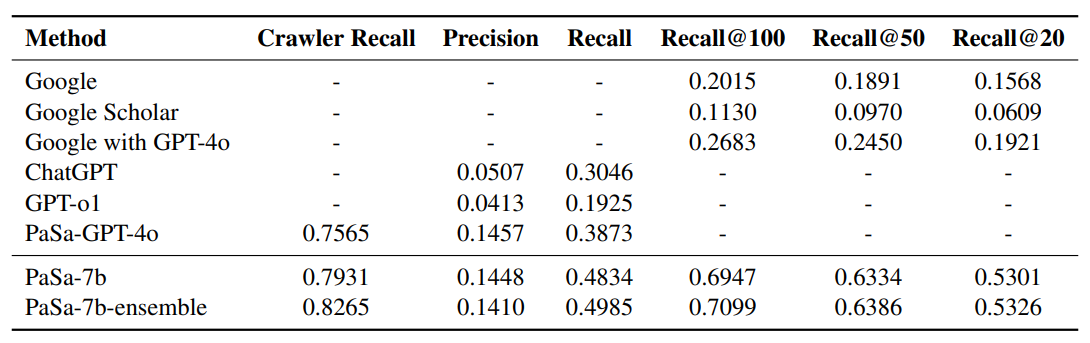 Method Crawler Recall Precision Recall Recall@100 Recall@50 Recall@20
Google - - - 0.2015 0.1891 0.1568
Google Scholar - - - 0.1130 0.0970 0.0609
Google with GPT-4o - - - 0.2683 0.2450 0.1921
ChatGPT - 0.0507 0.3046 - - -
GPT-o1 - 0.0413 0.1925 - - -
PaSa-GPT-4o 0.7565 0.1457 0.3873 - - -
PaSa-7b 0.7931 0.1448 0.4834 0.6947 0.6334 0.5301
PaSa-7b-ensemble 0.8265 0.1410 0.4985 0.7099 0.6386 0.5326